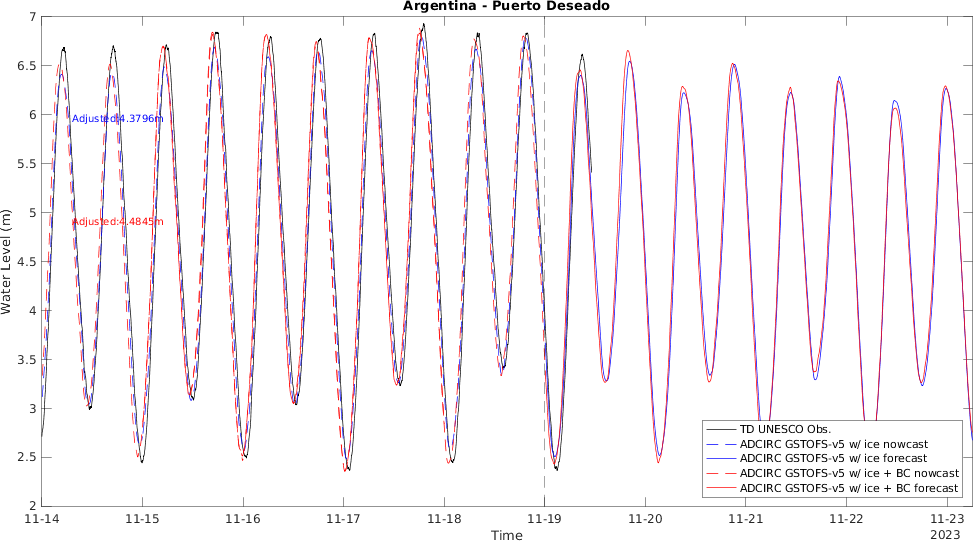 Argentina - Puerto Deseado
7
6.5
6
5.5
5
4.5
4
3.5
3
2.5
2
Water Level (m)
Adjusted:4.3796m
Adjusted:4.4845m
TD UNESCO Obs.
ADCIRC GSTOFS-v5 w/ ice nowcast
ADCIRC GSTOFS-v5 w/ ice forecast
ADCIRC GSTOFS-v5 w/ ice + BC nowcast
ADCIRC GSTOFS-v5 w/ ice + BC forecast
11-14 11-15 11-16 11-17 11-18 11-19 11-20 11-21 11-22 11-23
Time
2023